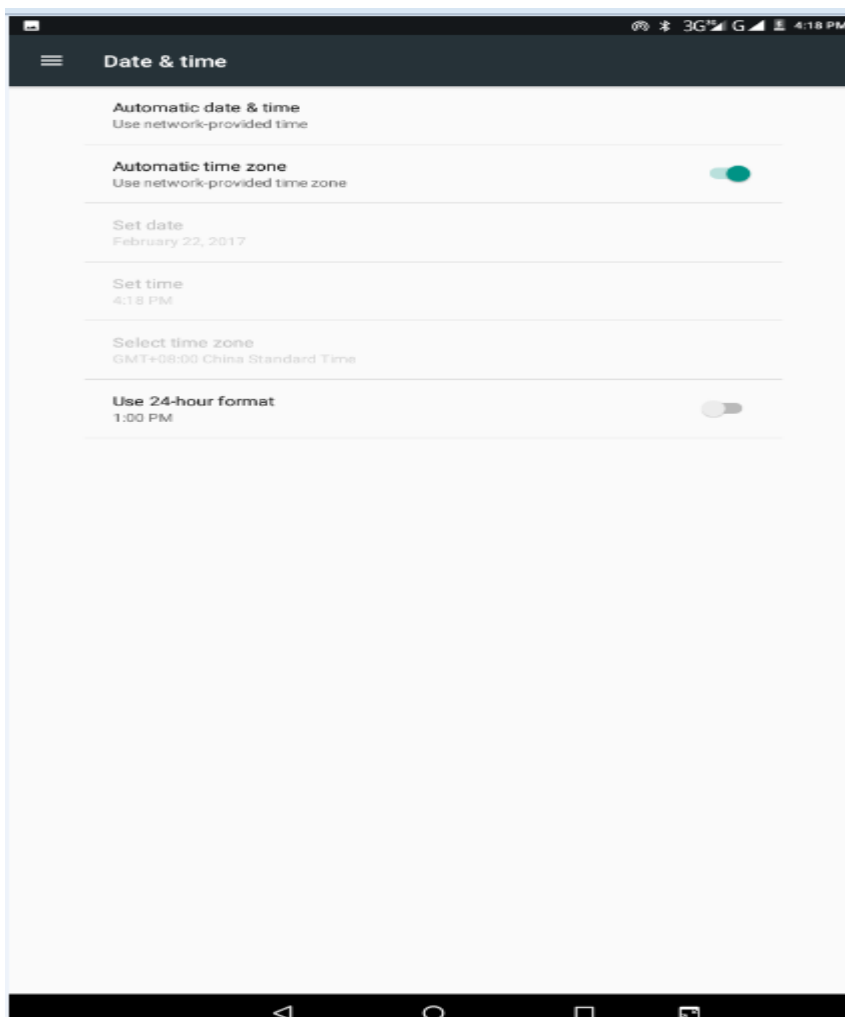 3G 3G G 4:18 PM
Date & time
Automatic date & time
Use network-provided time
Automatic time zone
Use network-provided time zone
Set date
February 22, 2017
Set time
4:18 PM
Select time zone
GMT+08:00 China Standard Time
Use 24-hour format
1:00 PM